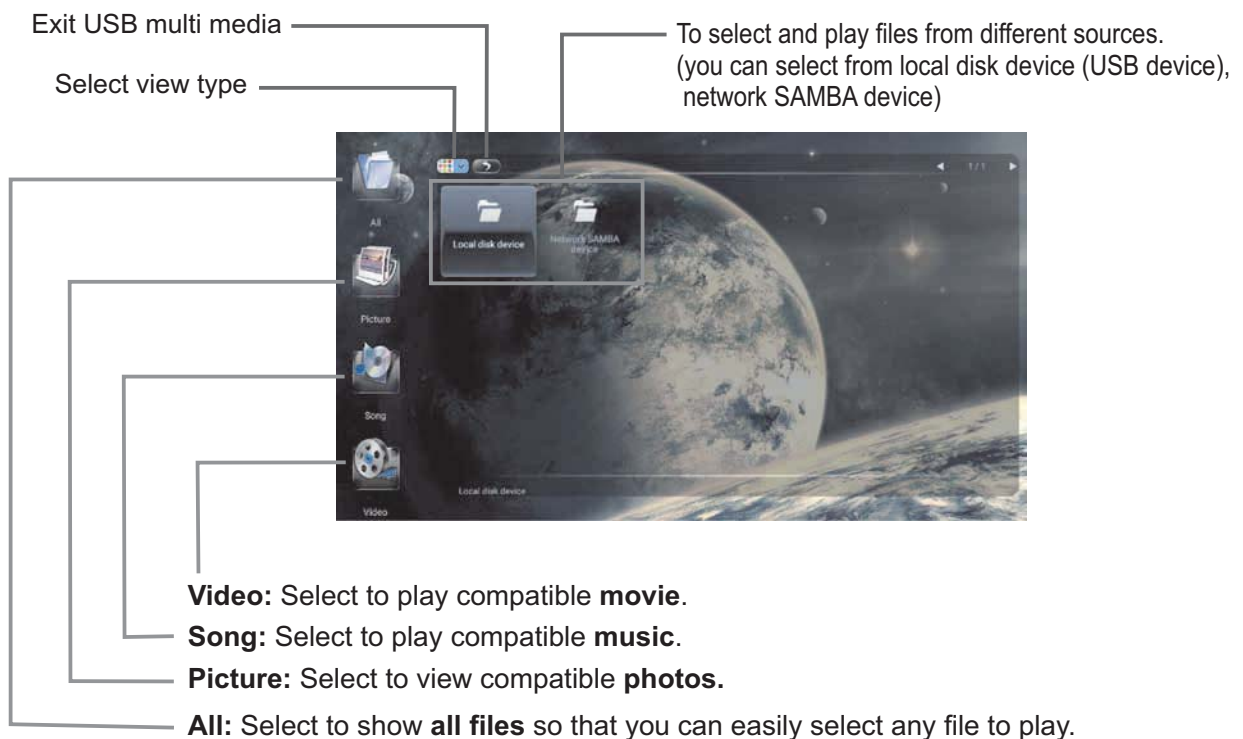 Exit USB multi media
Select view type
To select and play files from different sources.
(you can select from local disk device (USB device),
network SAMBA device)
1/1
All
Local disk device
Network SAMBA
device
Picture
Song
Local disk device
Video
Video: Select to play compatible movie.
Song: Select to play compatible music.
Picture: Select to view compatible photos.
All: Select to show all files so that you can easily select any file to play.